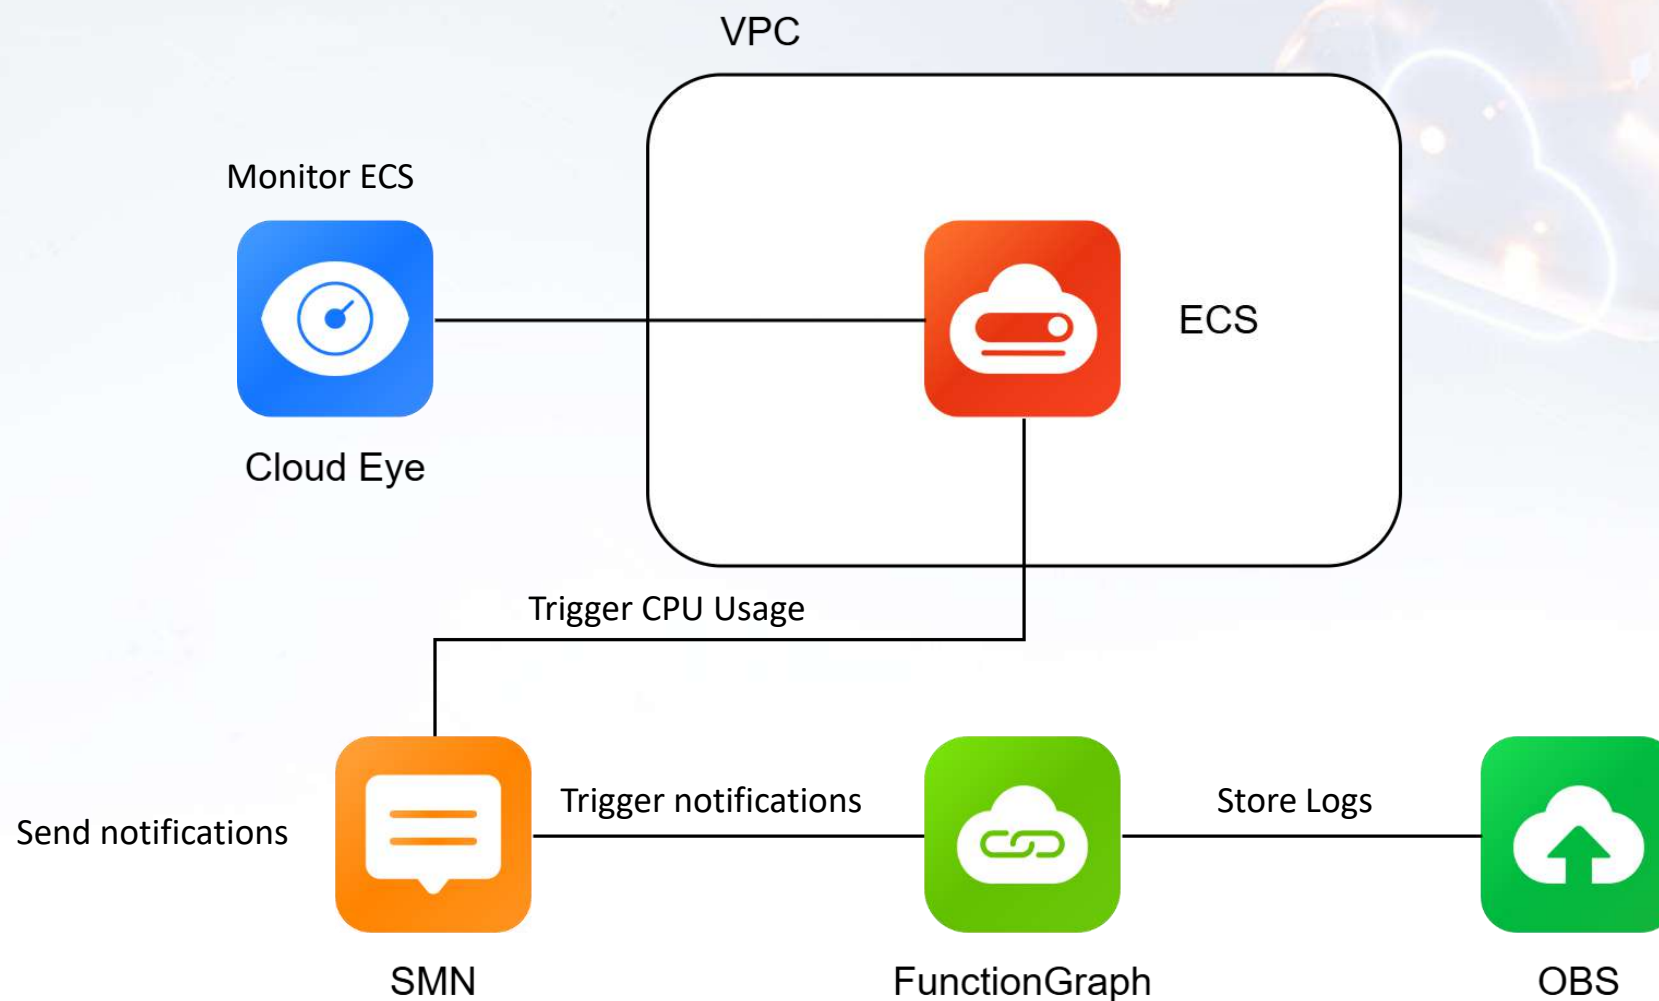 VPC
Monitor ECS
ECS
Cloud Eye
Trigger CPU Usage
Trigger notifications
Store Logs
Send notifications
SMN
FunctionGraph
OBS